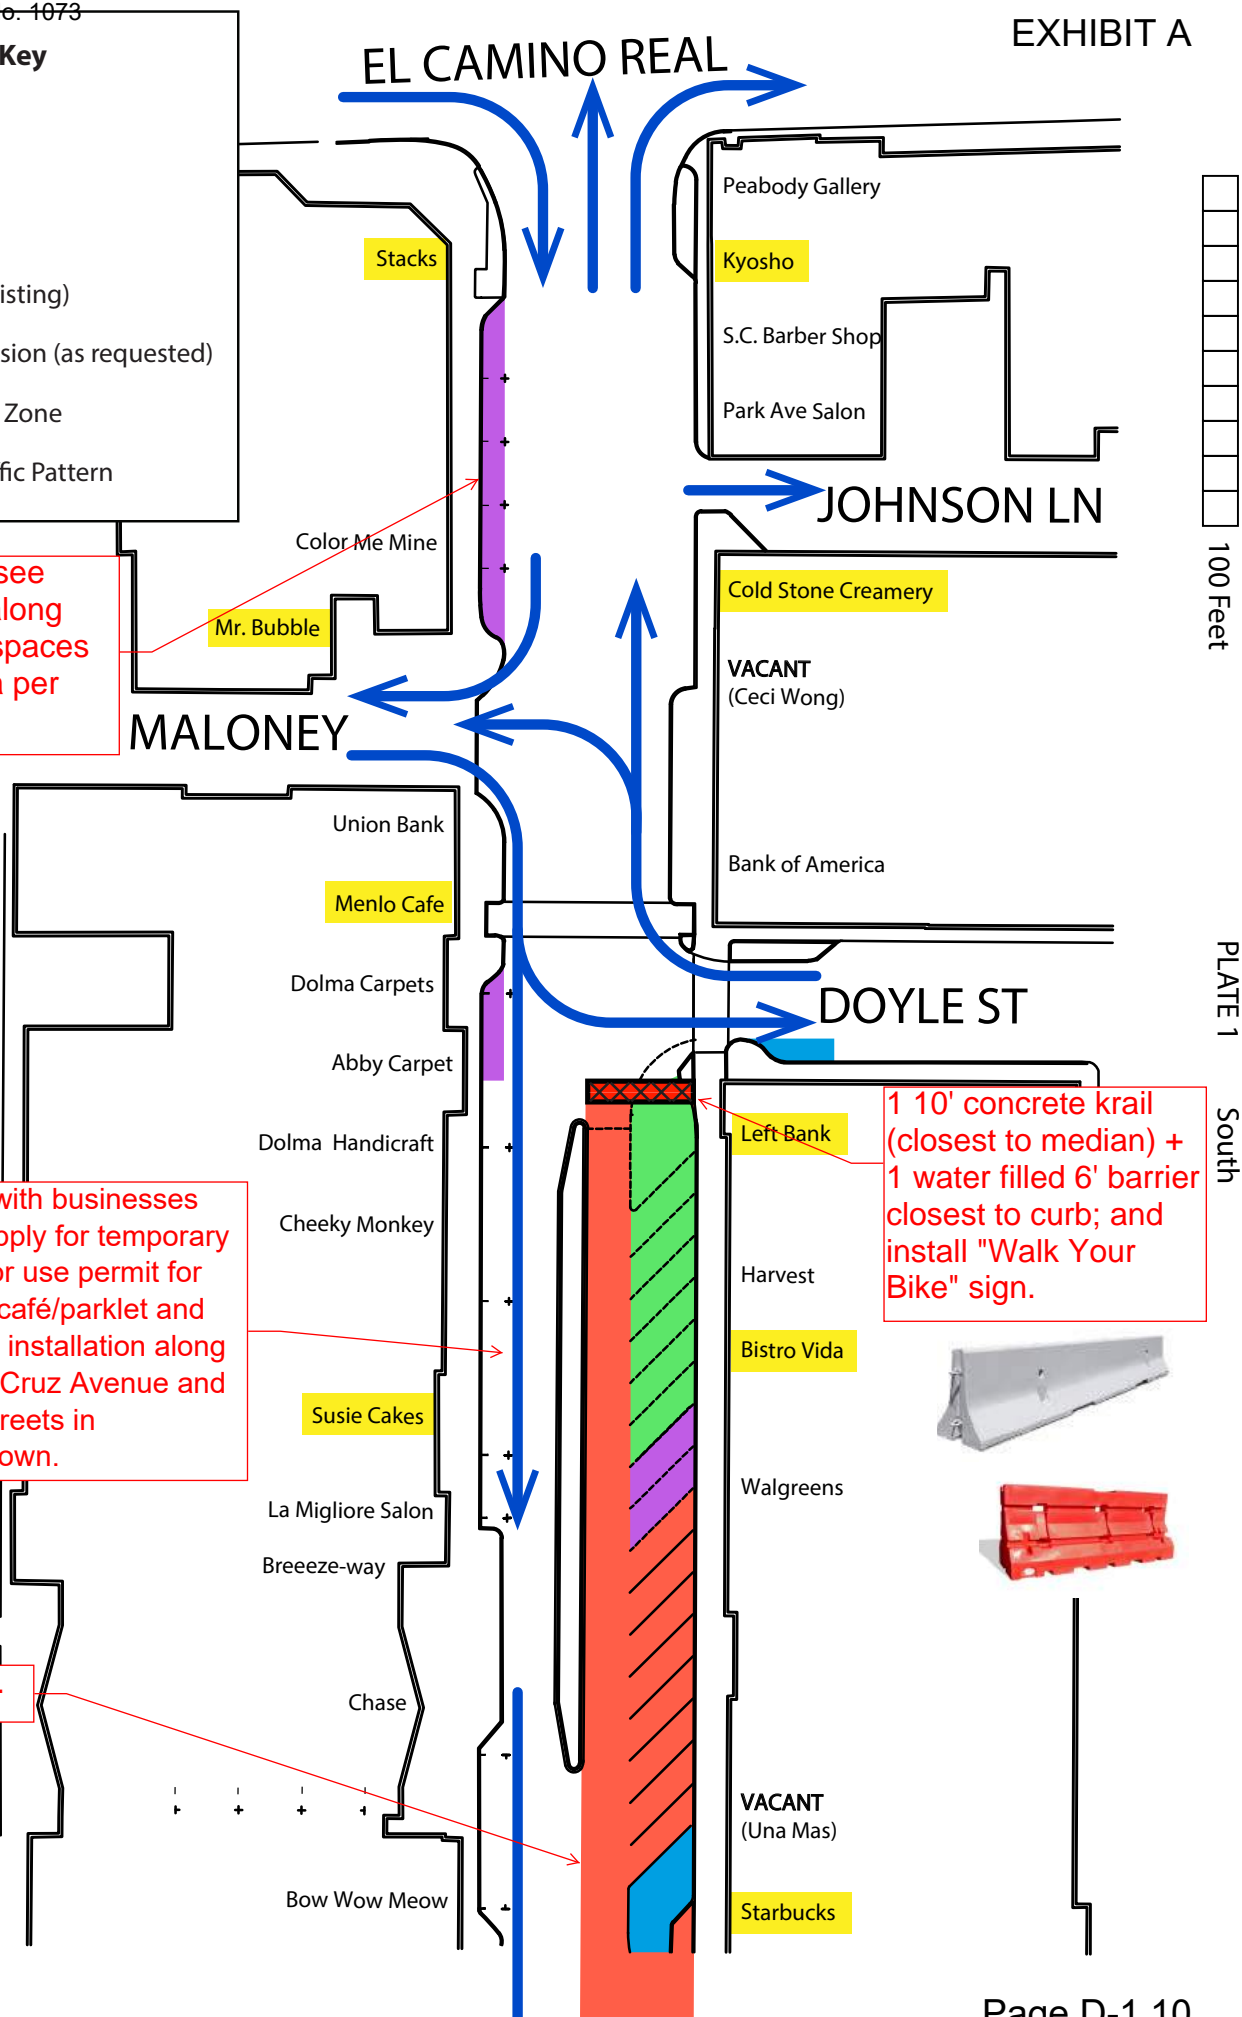 o. 1073
Key
isting)
sion (as requested)
Zone
fic Pattern
EXHIBIT A
EL CAMINO REAL
Peabody Gallery
Stacks
Kyosho
S.C. Barber Shop
Park Ave Salon
JOHNSON LN
Color Me Mine
see
along
spaces
a per
Mr. Bubble
Cold Stone Creamery
100 Feet
VACANT
(Ceci Wong)
MALONEY
Union Bank
Bank of America
Menlo Cafe
Dolma Carpets
DOYLE ST
PLATE 1
South
Abby Carpet
Dolma Handicraft
Left Bank
1 10' concrete krail
(closest to median) +
1 water filled 6' barrier
closest to curb; and
install "Walk Your
Bike" sign.
with businesses
pply for temporary
or use permit for
café/parklet and
installation along
Cruz Avenue and
reets in
own.
Cheeky Monkey
Harvest
Bistro Vida
Susie Cakes
Walgreens
La Migliore Salon
Breeeze-way
Chase
VACANT
(Una Mas)
Bow Wow Meow
Starbucks
Page D-1.10